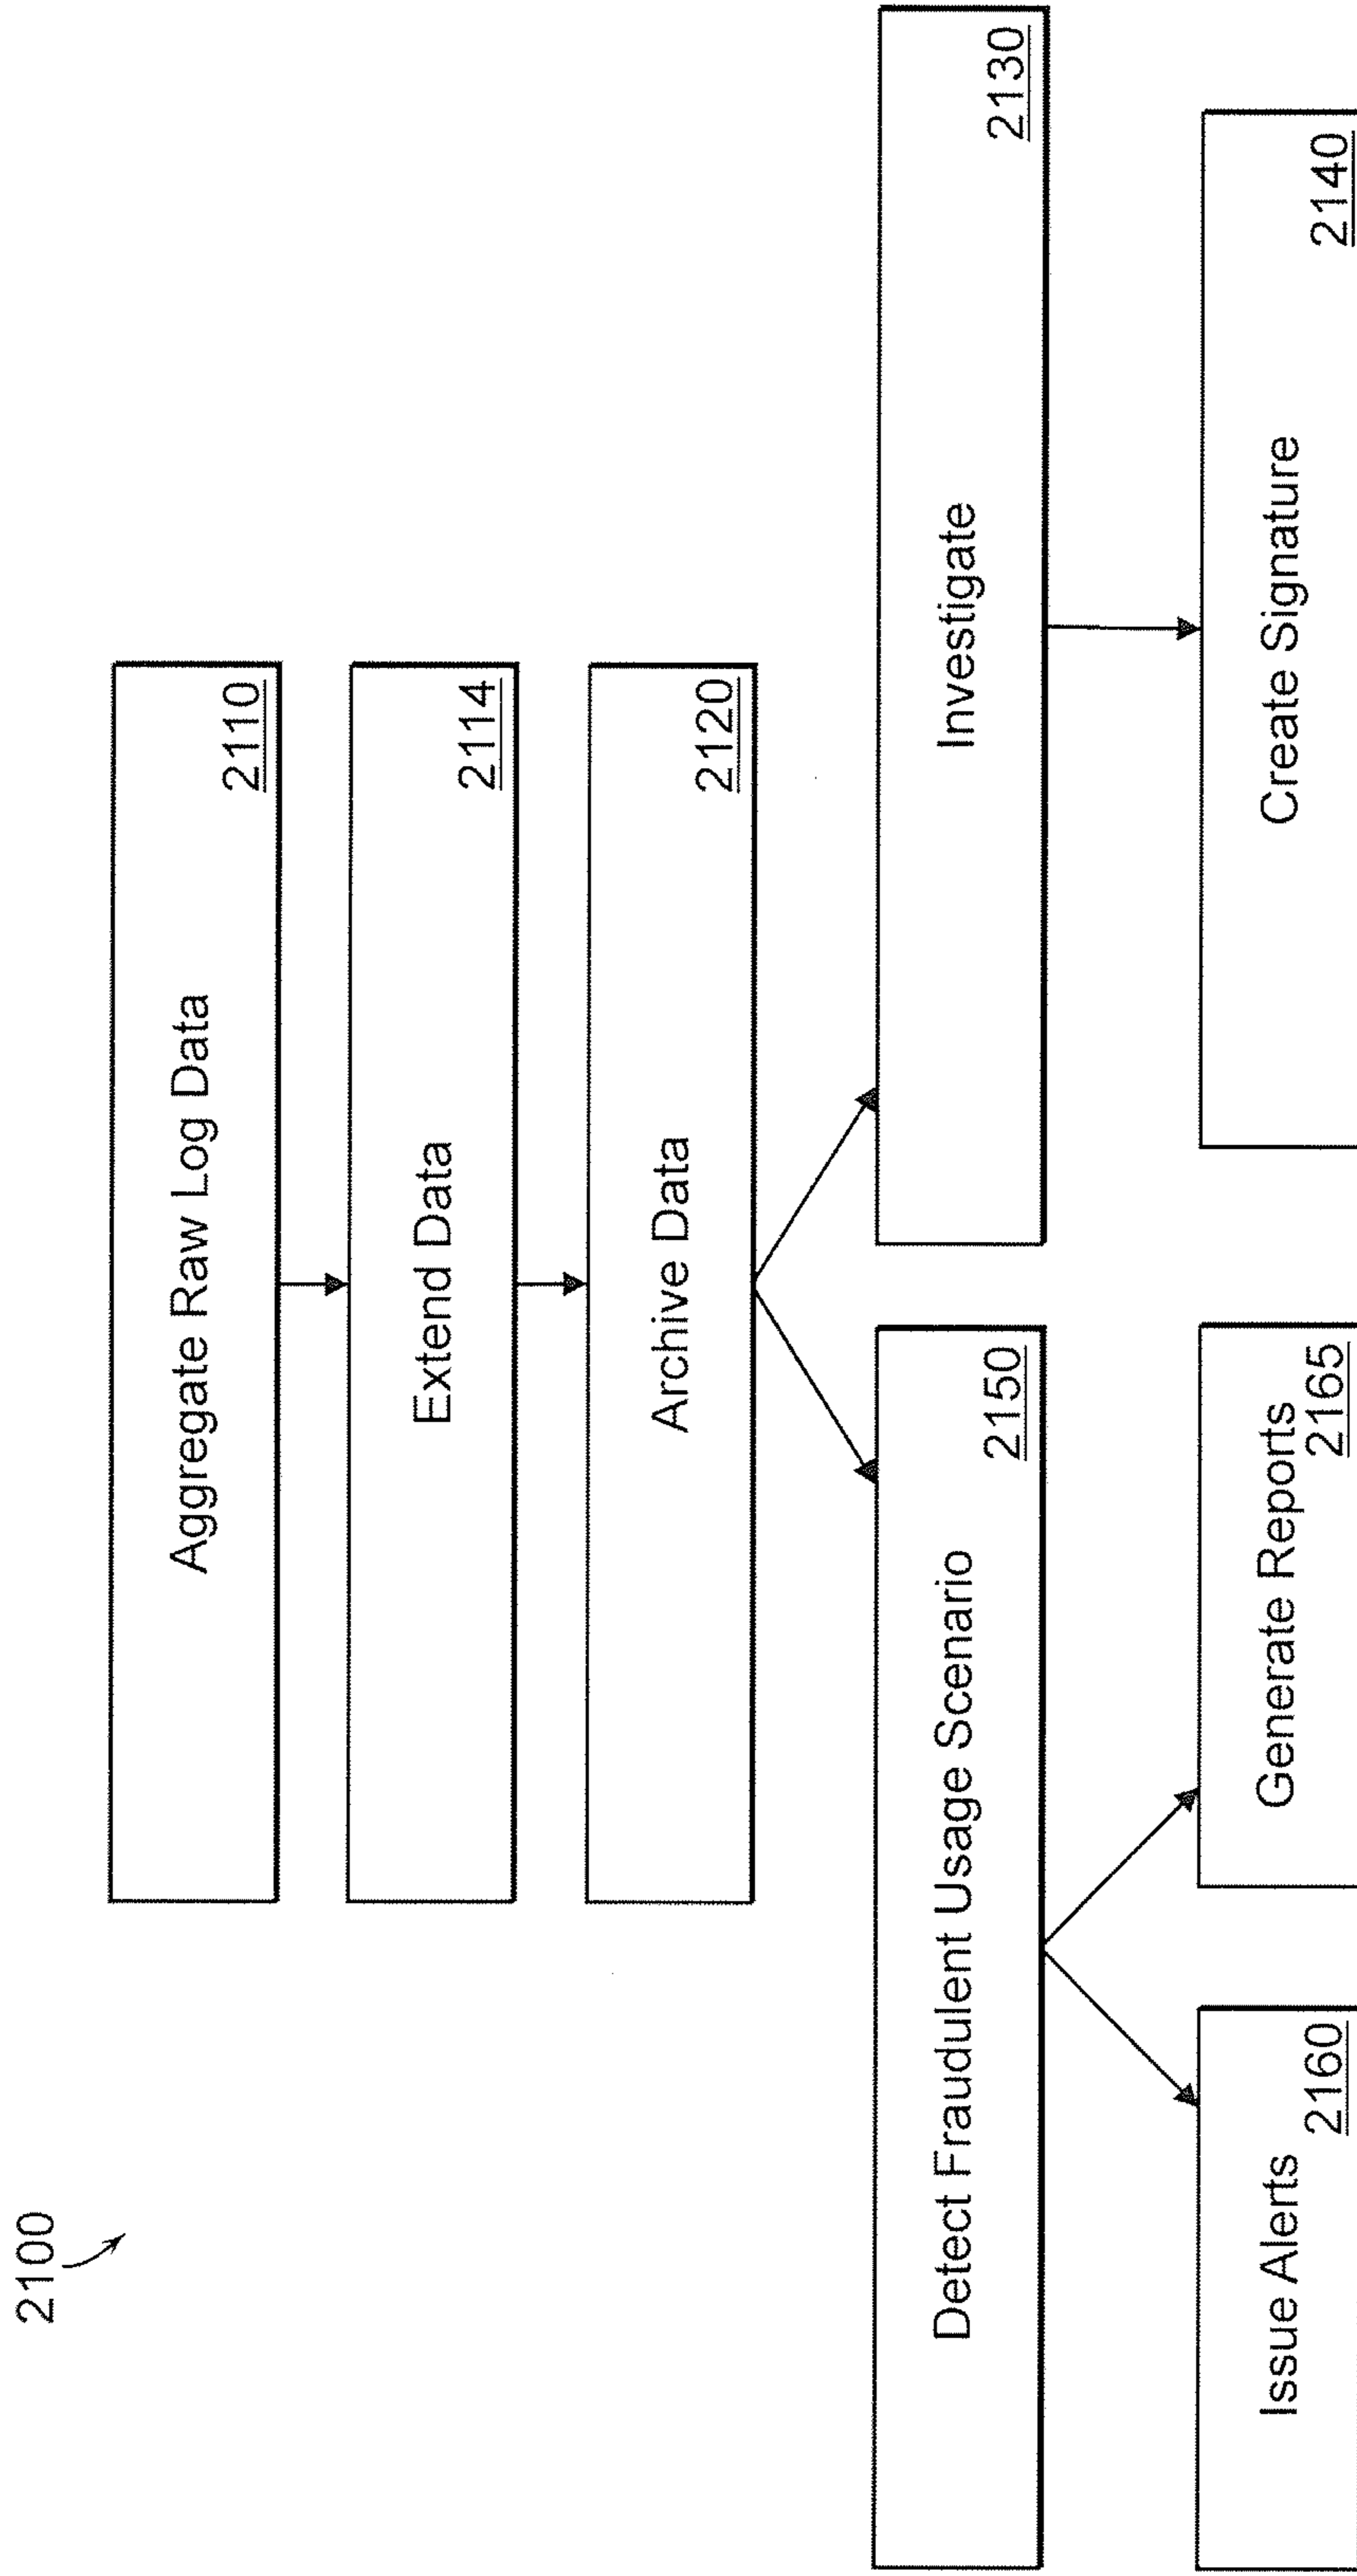 2100
Aggregate Raw Log Data
2110
Extend Data
2114
Archive Data
2120
Detect Fraudulent Usage Scenario
2150
Investigate
2130
Issue Alerts
2160
Generate Reports
2165
Create Signature
2140